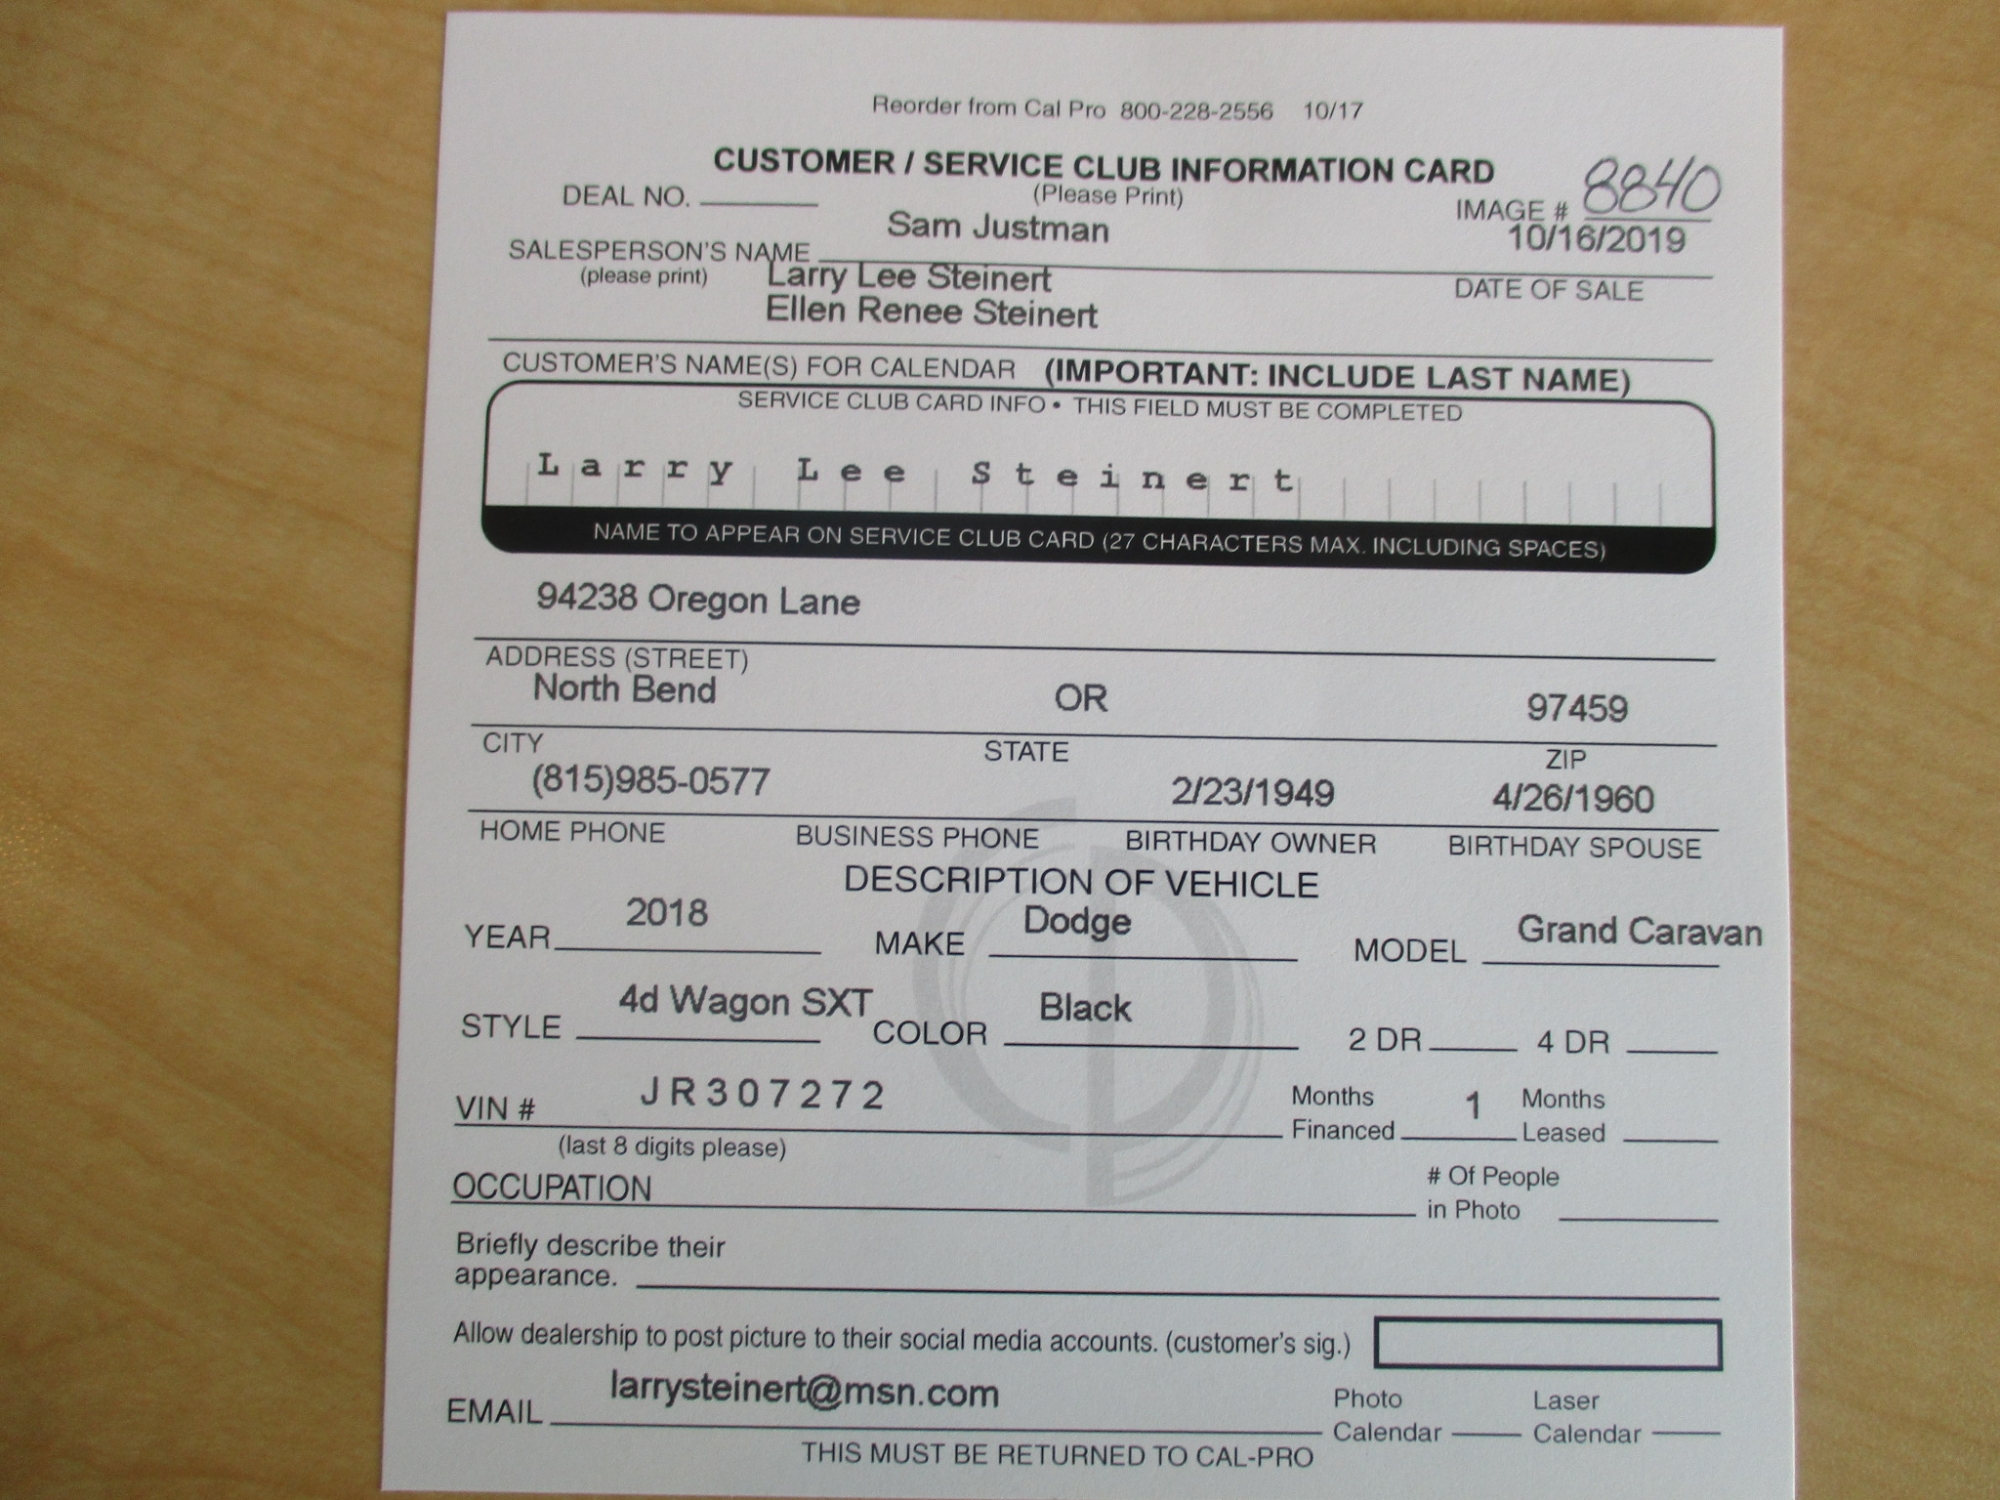 Reorder from Cal Pro 800-228-2556 10/17
CUSTOMER / SERVICE CLUB INFORMATION CARD
(Please Print)
DEAL NO.
IMAGE # 8840
Sam Justman
10/16/2019
SALESPERSON'S NAME
(please print)
DATE OF SALE
Larry Lee Steinert
Ellen Renee Steinert
CUSTOMER'S NAME(S) FOR CALENDAR (IMPORTANT: INCLUDE LAST NAME)
SERVICE CLUB CARD INFO • THIS FIELD MUST BE COMPLETED
Larry Lee Steinert
NAME TO APPEAR ON SERVICE CLUB CARD (27 CHARACTERS MAX. INCLUDING SPACES)
94238 Oregon Lane
ADDRESS (STREET)
North Bend OR 97459
CITY STATE ZIP
(815)985-0577 2/23/1949 4/26/1960
HOME PHONE BUSINESS PHONE BIRTHDAY OWNER BIRTHDAY SPOUSE
DESCRIPTION OF VEHICLE
YEAR 2018 MAKE Dodge MODEL Grand Caravan
STYLE 4d Wagon SXT COLOR Black 2 DR 4 DR
VIN # JR307272 Months Financed 1 Months Leased
(last 8 digits please)
OCCUPATION # Of People in Photo
Briefly describe their
appearance.
Allow dealership to post picture to their social media accounts. (customer's sig.)
EMAIL larrysteinert@msn.com Photo Calendar Laser Calendar
THIS MUST BE RETURNED TO CAL-PRO